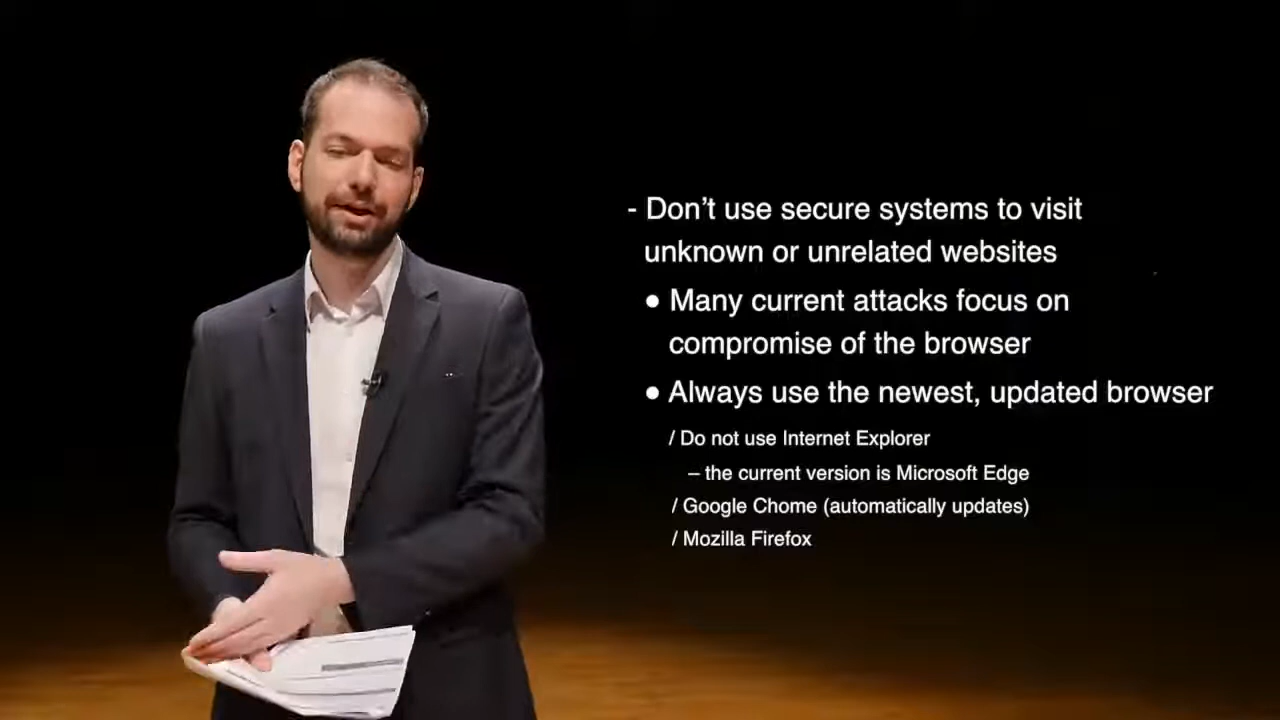 - Don’t use secure systems to visit
unknown or unrelated websites
● Many current attacks focus on
compromise of the browser
● Always use the newest, updated browser
/ Do not use Internet Explorer
– the current version is Microsoft Edge
/ Google Chome (automatically updates)
/ Mozilla Firefox